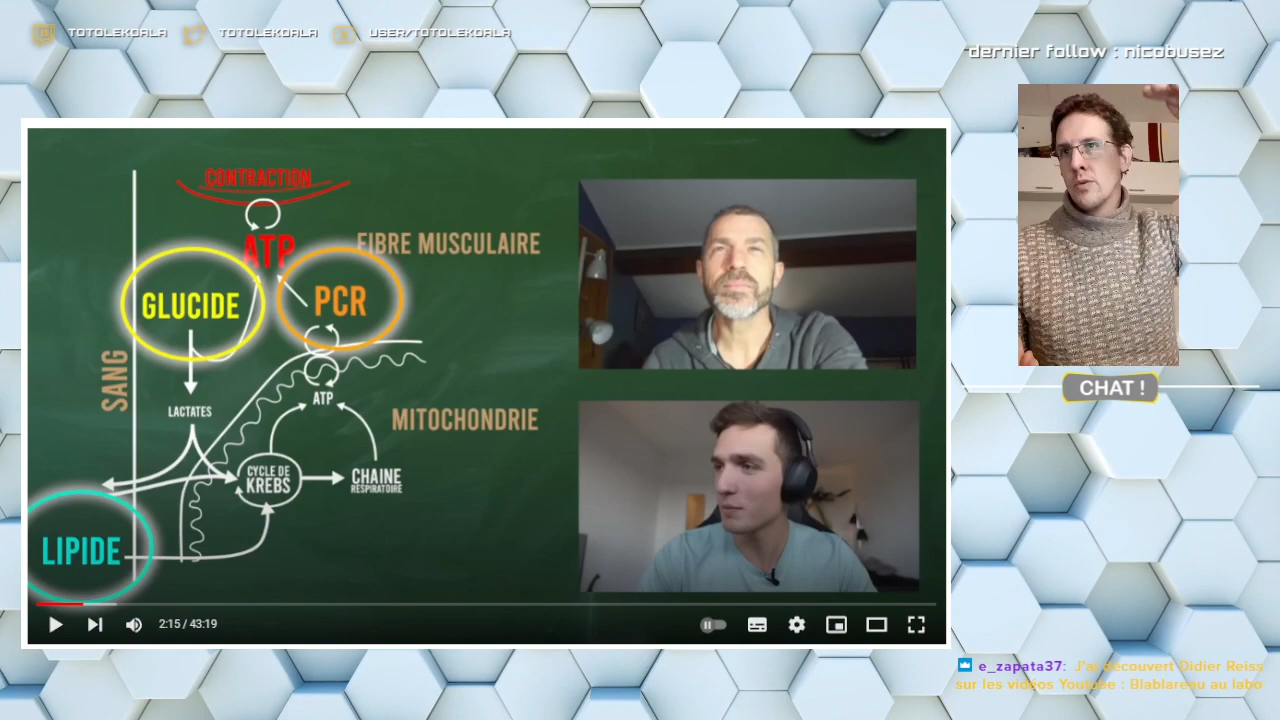 TOTOLEKOALA
TOTOLEKOALA
USER/TOTOLEKOALA
dernier follow : nicobusez
CONTRACTION
ATP
FIBRE MUSCULAIRE
GLUCIDE
PCR
SANG
LACTATES
ATP
MITOCHONDRIE
CYCLE DE
KREBS
CHAINE
RESPIRATOIRE
LIPIDE
2:15 / 43:19
CHAT !
e_zapata37: J'ai découvert Didier Reiss
sur les vidéos Youtube : Blablareau au labo